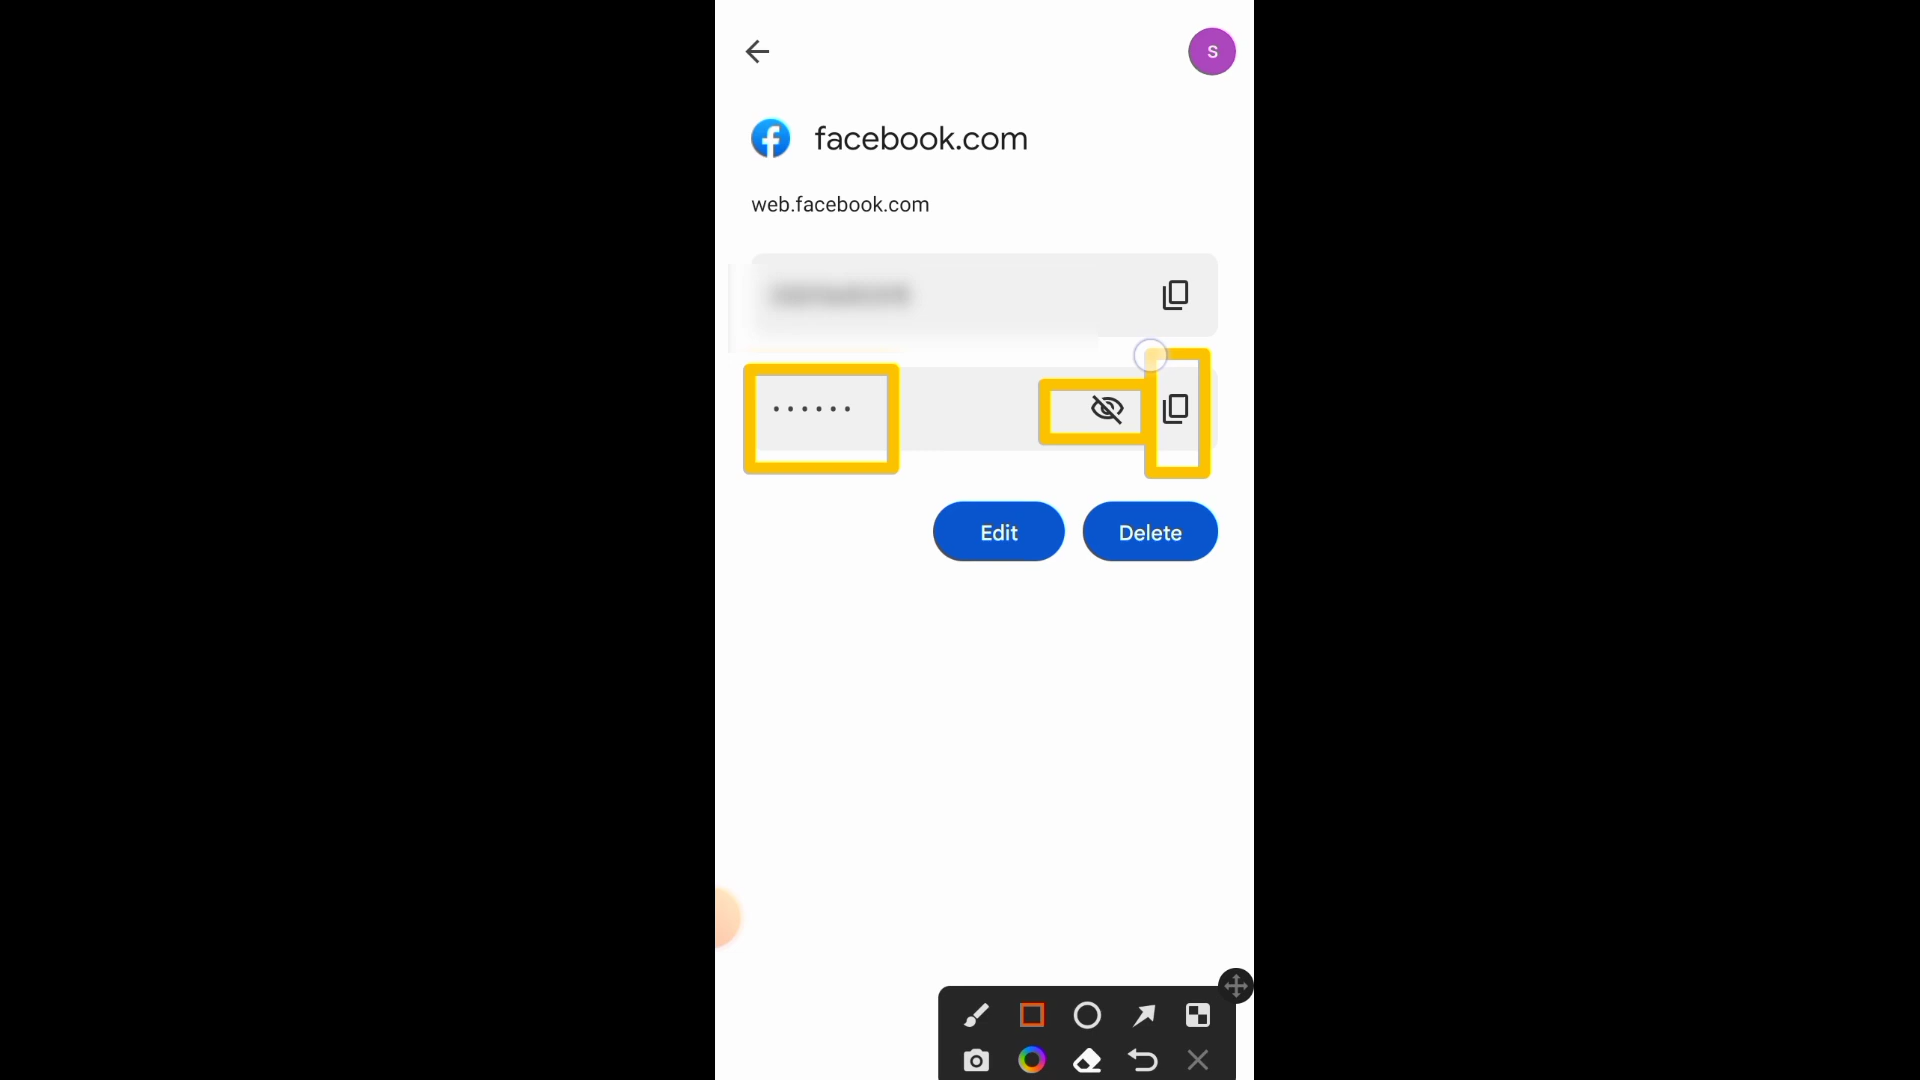 S
facebook.com
web.facebook.com
••••••
Edit
Delete